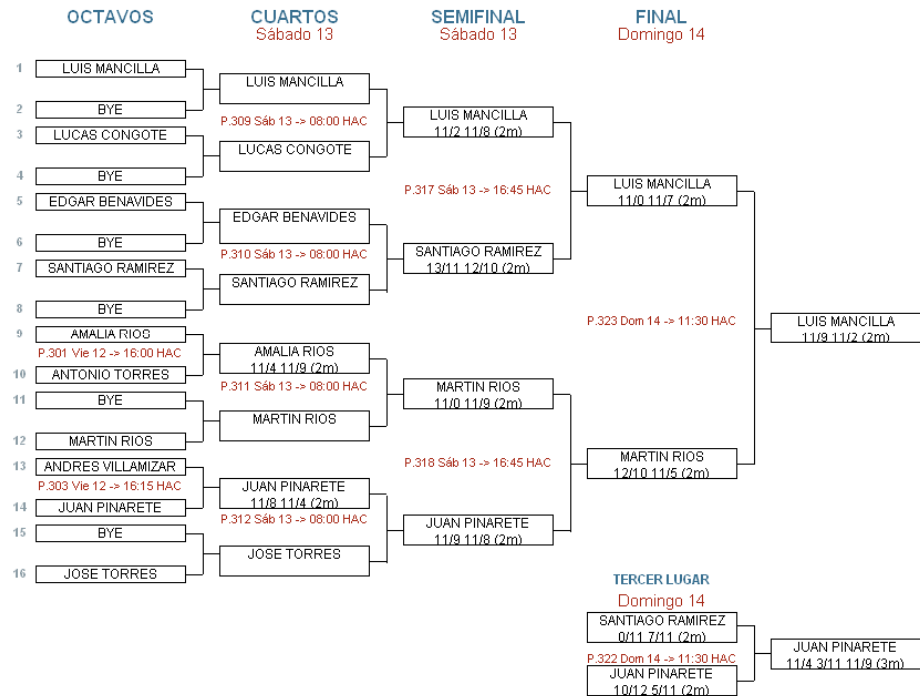 OCTAVOS
CUARTOS
Sábado 13
SEMIFINAL
Sábado 13
FINAL
Domingo 14
1 LUIS MANCILLA
2 BYE
3 LUCAS CONGOTE
4 BYE
5 EDGAR BENAVIDES
6 BYE
7 SANTIAGO RAMIREZ
8 BYE
9 AMALIA RIOS
P.301 Vie 12 -> 16:00 HAC
10 ANTONIO TORRES
11 BYE
12 MARTIN RIOS
13 ANDRES VILLAMIZAR
P.303 Vie 12 -> 16:15 HAC
14 JUAN PINARETE
15 BYE
16 JOSE TORRES
LUIS MANCILLA
P.309 Sáb 13 -> 08:00 HAC
LUCAS CONGOTE
EDGAR BENAVIDES
P.310 Sáb 13 -> 08:00 HAC
SANTIAGO RAMIREZ
AMALIA RIOS
11/4 11/9 (2m)
P.311 Sáb 13 -> 08:00 HAC
MARTIN RIOS
JUAN PINARETE
11/8 11/4 (2m)
P.312 Sáb 13 -> 08:00 HAC
JOSE TORRES
LUIS MANCILLA
11/2 11/8 (2m)
P.317 Sáb 13 -> 16:45 HAC
SANTIAGO RAMIREZ
13/11 12/10 (2m)
MARTIN RIOS
11/0 11/9 (2m)
P.318 Sáb 13 -> 16:45 HAC
JUAN PINARETE
11/9 11/8 (2m)
LUIS MANCILLA
11/0 11/7 (2m)
P.323 Dom 14 -> 11:30 HAC
MARTIN RIOS
12/10 11/5 (2m)
LUIS MANCILLA
11/9 11/2 (2m)
TERCER LUGAR
Domingo 14
SANTIAGO RAMIREZ
0/11 7/11 (2m)
P.322 Dom 14 -> 11:30 HAC
JUAN PINARETE
10/12 5/11 (2m)
JUAN PINARETE
11/4 3/11 11/9 (3m)